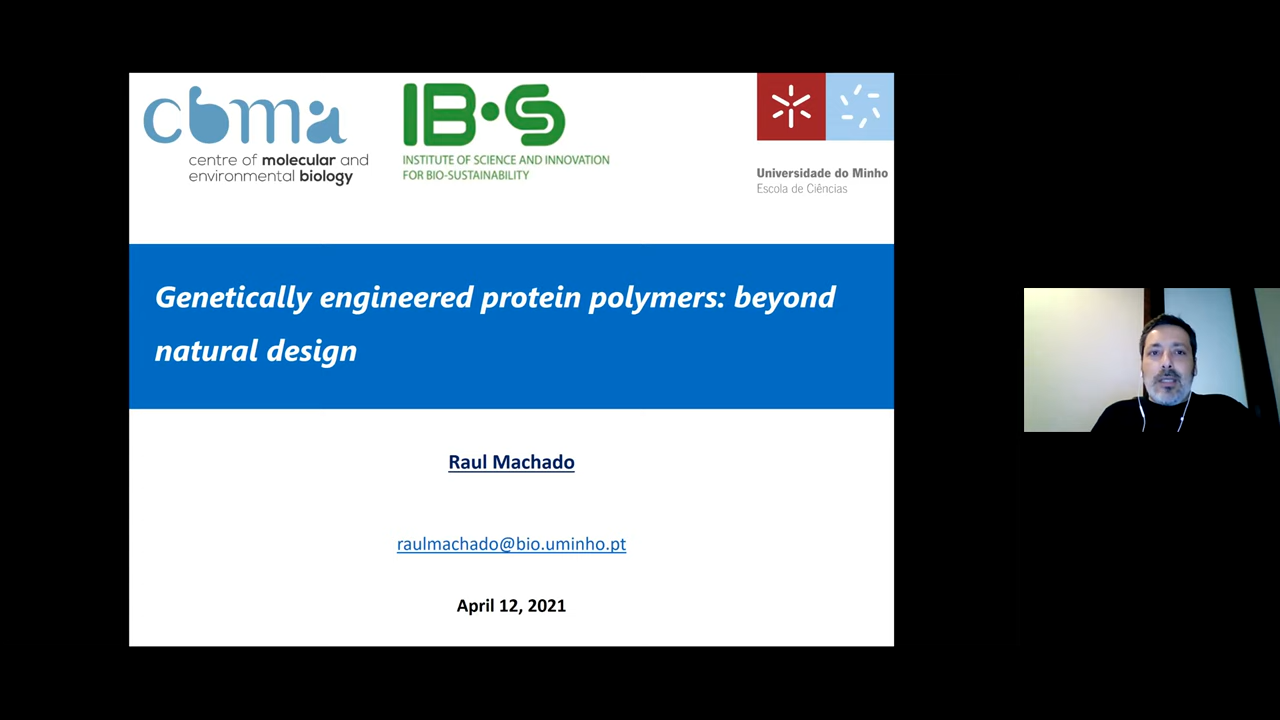 cbma
centre of molecular and
environmental biology
IB•S
INSTITUTE OF SCIENCE AND INNOVATION
FOR BIO-SUSTAINABILITY
Universidade do Minho
Escola de Ciências
Genetically engineered protein polymers: beyond
natural design
Raul Machado
raulmachado@bio.uminho.pt
April 12, 2021